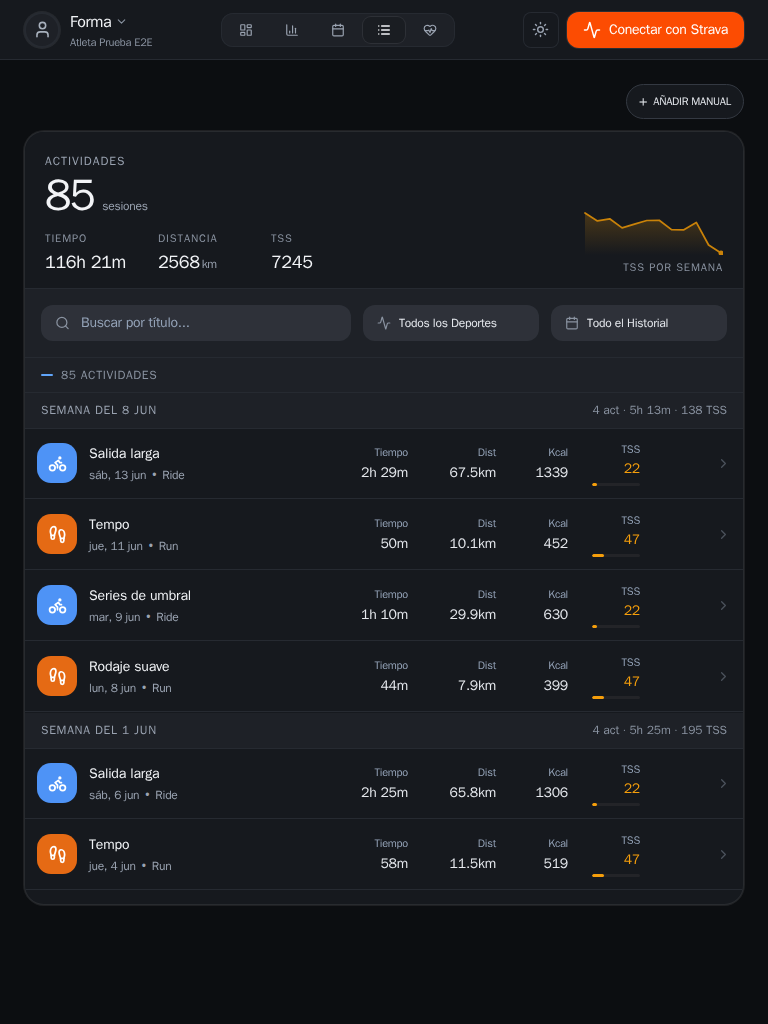 Forma
Atleta Prueba E2E
Conectar con Strava
+ AÑADIR MANUAL
ACTIVIDADES
85 sesiones
TIEMPO DISTANCIA TSS
116h 21m 2568 km 7245
TSS POR SEMANA
Buscar por título... Todos los Deportes Todo el Historial
85 ACTIVIDADES
SEMANA DEL 8 JUN 4 act · 5h 13m · 138 TSS
Salida larga Tiempo Dist Kcal TSS
sáb, 13 jun • Ride 2h 29m 67.5km 1339 22
Tempo Tiempo Dist Kcal TSS
jue, 11 jun • Run 50m 10.1km 452 47
Series de umbral Tiempo Dist Kcal TSS
mar, 9 jun • Ride 1h 10m 29.9km 630 22
Rodaje suave Tiempo Dist Kcal TSS
lun, 8 jun • Run 44m 7.9km 399 47
SEMANA DEL 1 JUN 4 act · 5h 25m · 195 TSS
Salida larga Tiempo Dist Kcal TSS
sáb, 6 jun • Ride 2h 25m 65.8km 1306 22
Tempo Tiempo Dist Kcal TSS
jue, 4 jun • Run 58m 11.5km 519 47